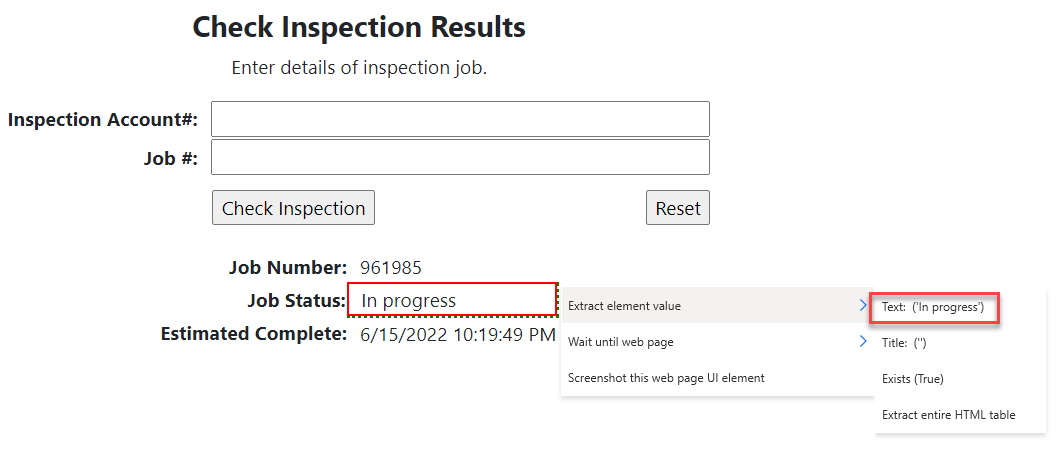 Check Inspection Results
Enter details of inspection job.
Inspection Account#:
Job #:
Check Inspection Reset
Job Number: 961985
Job Status: In progress
Estimated Complete: 6/15/2022 10:19:49 PM
Extract element value
Wait until web page
Screenshot this web page UI element
Text: ('In progress')
Title: ('')
Exists (True)
Extract entire HTML table